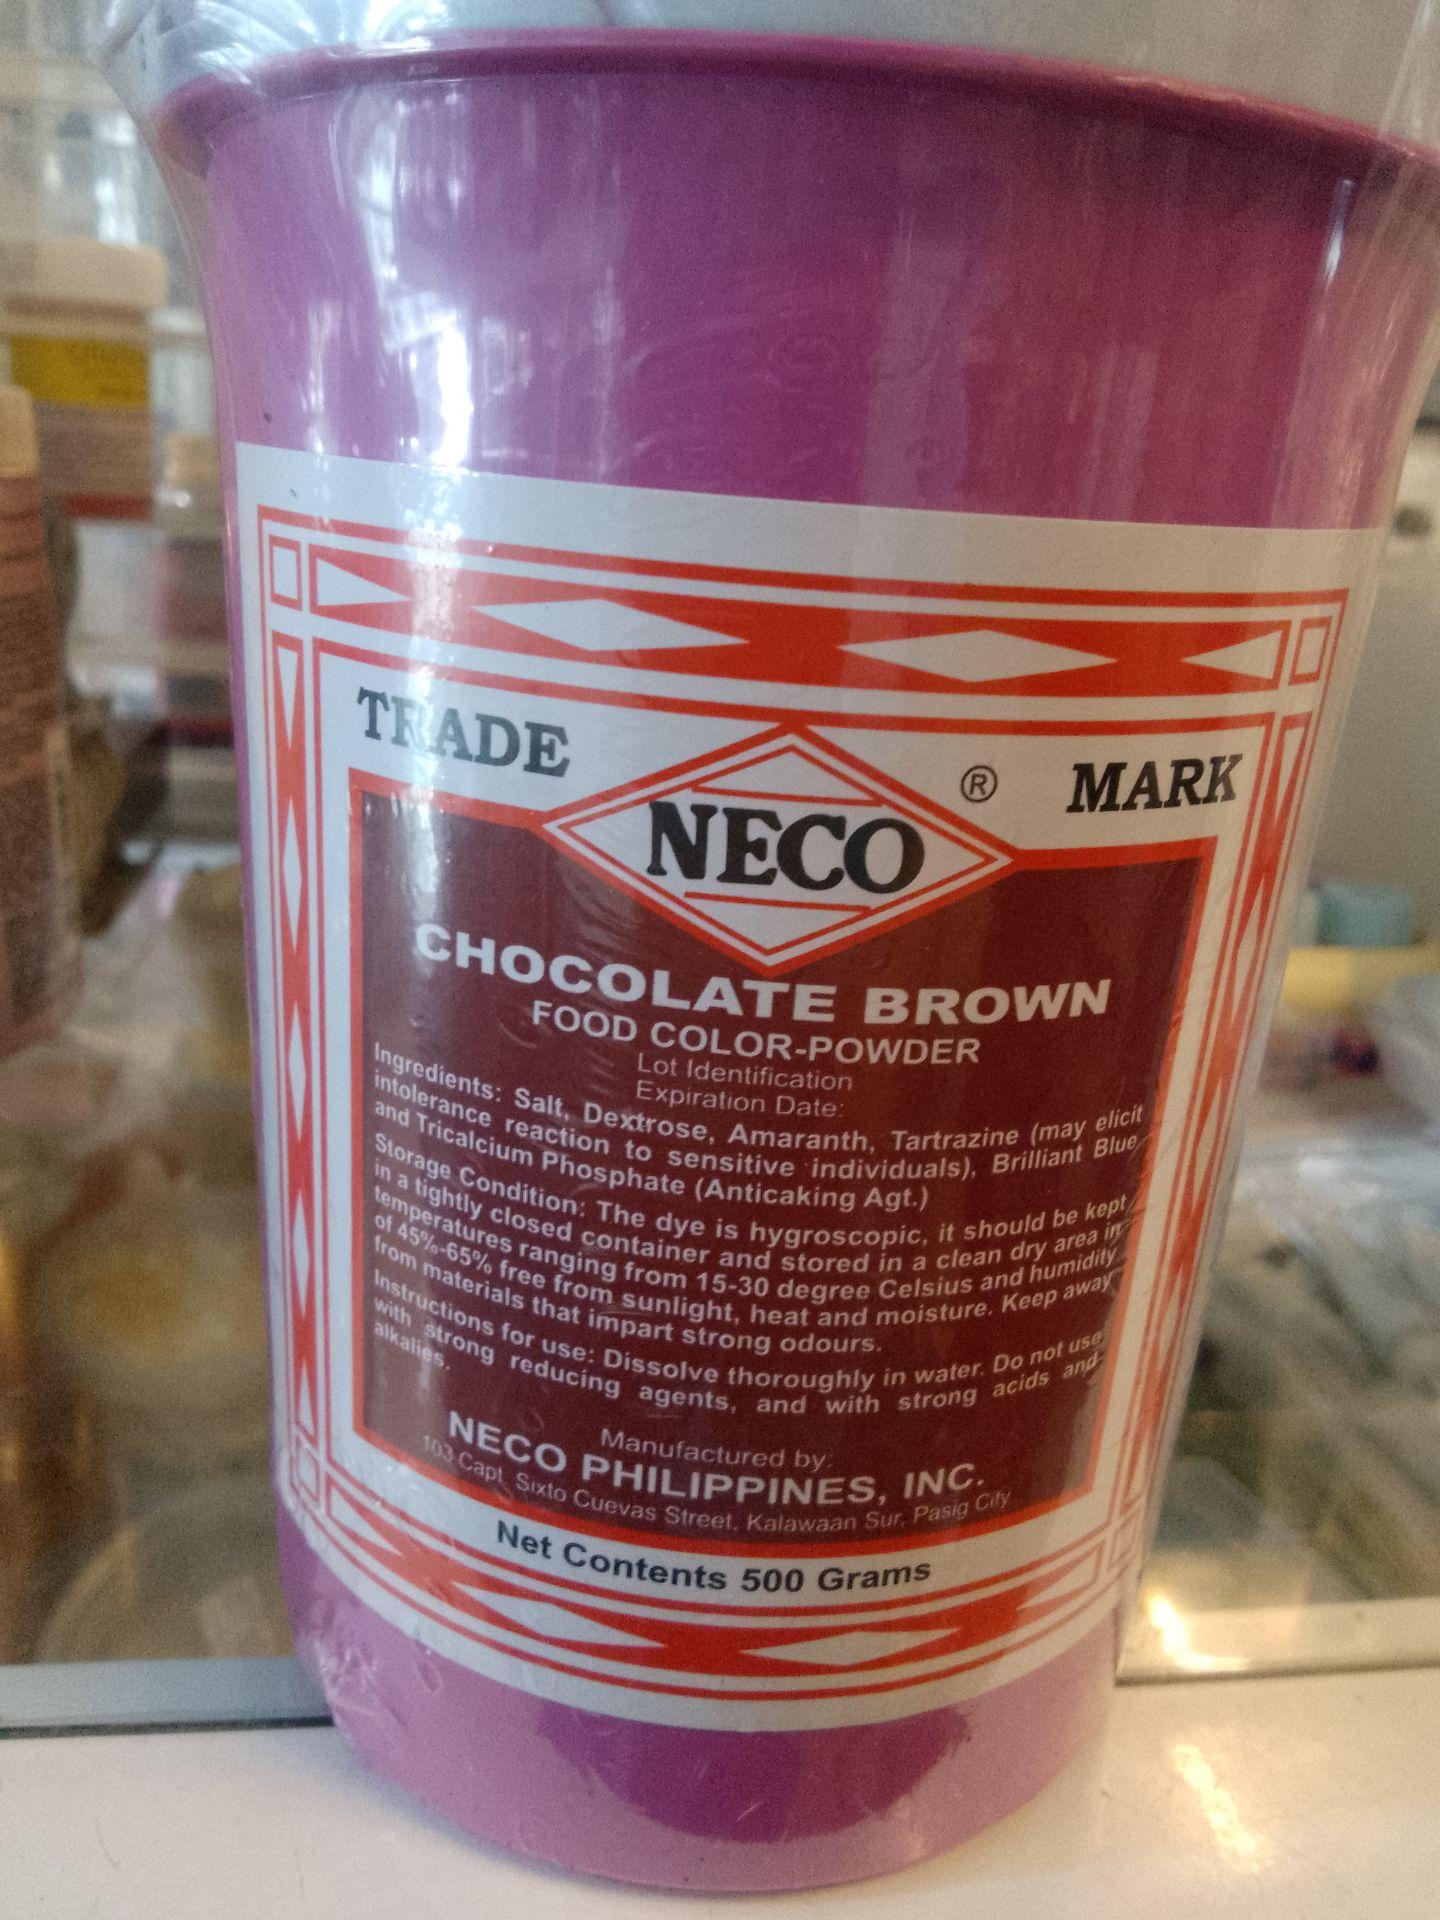 TRADE MARK
NECO ®
CHOCOLATE BROWN
FOOD COLOR-POWDER
Lot Identification
Expiration Date:
Ingredients: Salt, Dextrose, Amaranth, Tartrazine (may elicit
intolerance reaction to sensitive individuals), Brilliant Blue
and Tricalcium Phosphate (Anticaking Agt.)
Storage Condition: The dye is hygroscopic, it should be kept
in a tightly closed container and stored in a clean dry area in
temperatures ranging from 15-30 degree Celsius and humidity
of 45%-65% free from sunlight, heat and moisture. Keep away
from materials that impart strong odours.
Instructions for use: Dissolve thoroughly in water. Do not use
with strong reducing agents, and with strong acids and
alkalies.
Manufactured by:
NECO PHILIPPINES, INC.
103 Capt. Sixto Cuevas Street. Kalawaan Sur, Pasig City
Net Contents 500 Grams